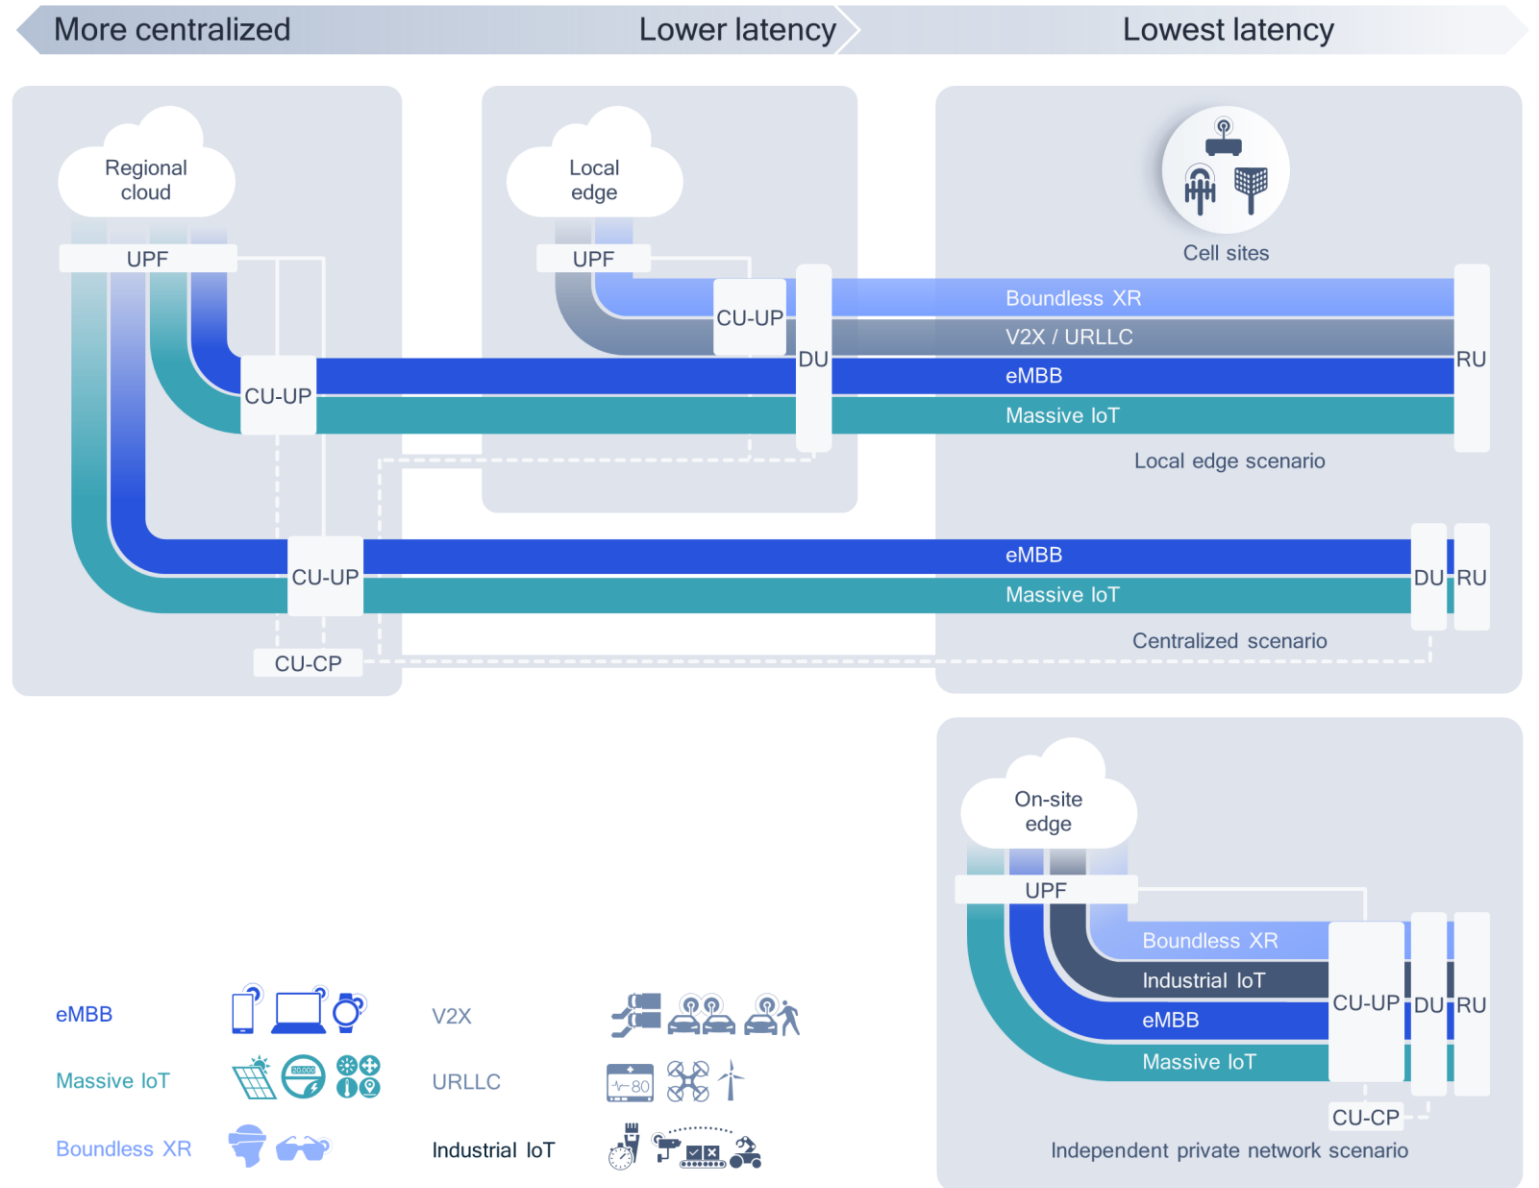 More centralized
Lower latency
Lowest latency
Regional
cloud
UPF
CU-UP
CU-UP
CU-CP
Local
edge
UPF
CU-UP
DU
Cell sites
Boundless XR
V2X / URLLC
eMBB
Massive IoT
RU
Local edge scenario
eMBB
Massive IoT
DU
RU
Centralized scenario
On-site
edge
UPF
Boundless XR
Industrial IoT
eMBB
Massive IoT
CU-UP
DU
RU
CU-CP
Independent private network scenario
eMBB
V2X
Massive IoT
20.000
URLLC
80
Boundless XR
Industrial IoT